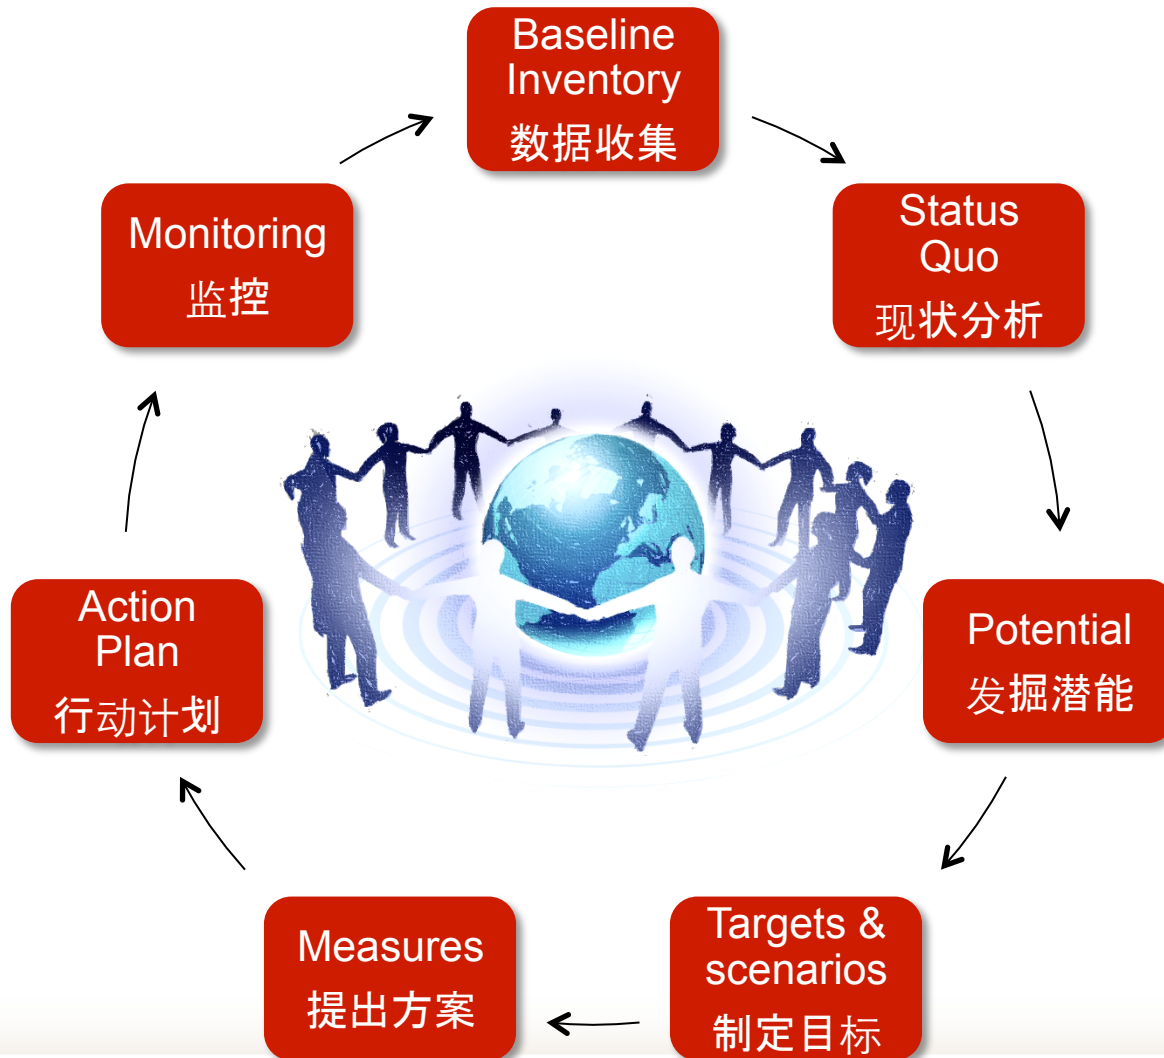 Baseline
Inventory
数据收集
Status
Quo
现状分析
Potential
发掘潜能
Targets &
scenarios
制定目标
Measures
提出方案
Action
Plan
行动计划
Monitoring
监控